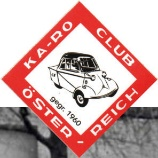 KA-RO CLUB
ÖSTER-REICH
gegr. 1960